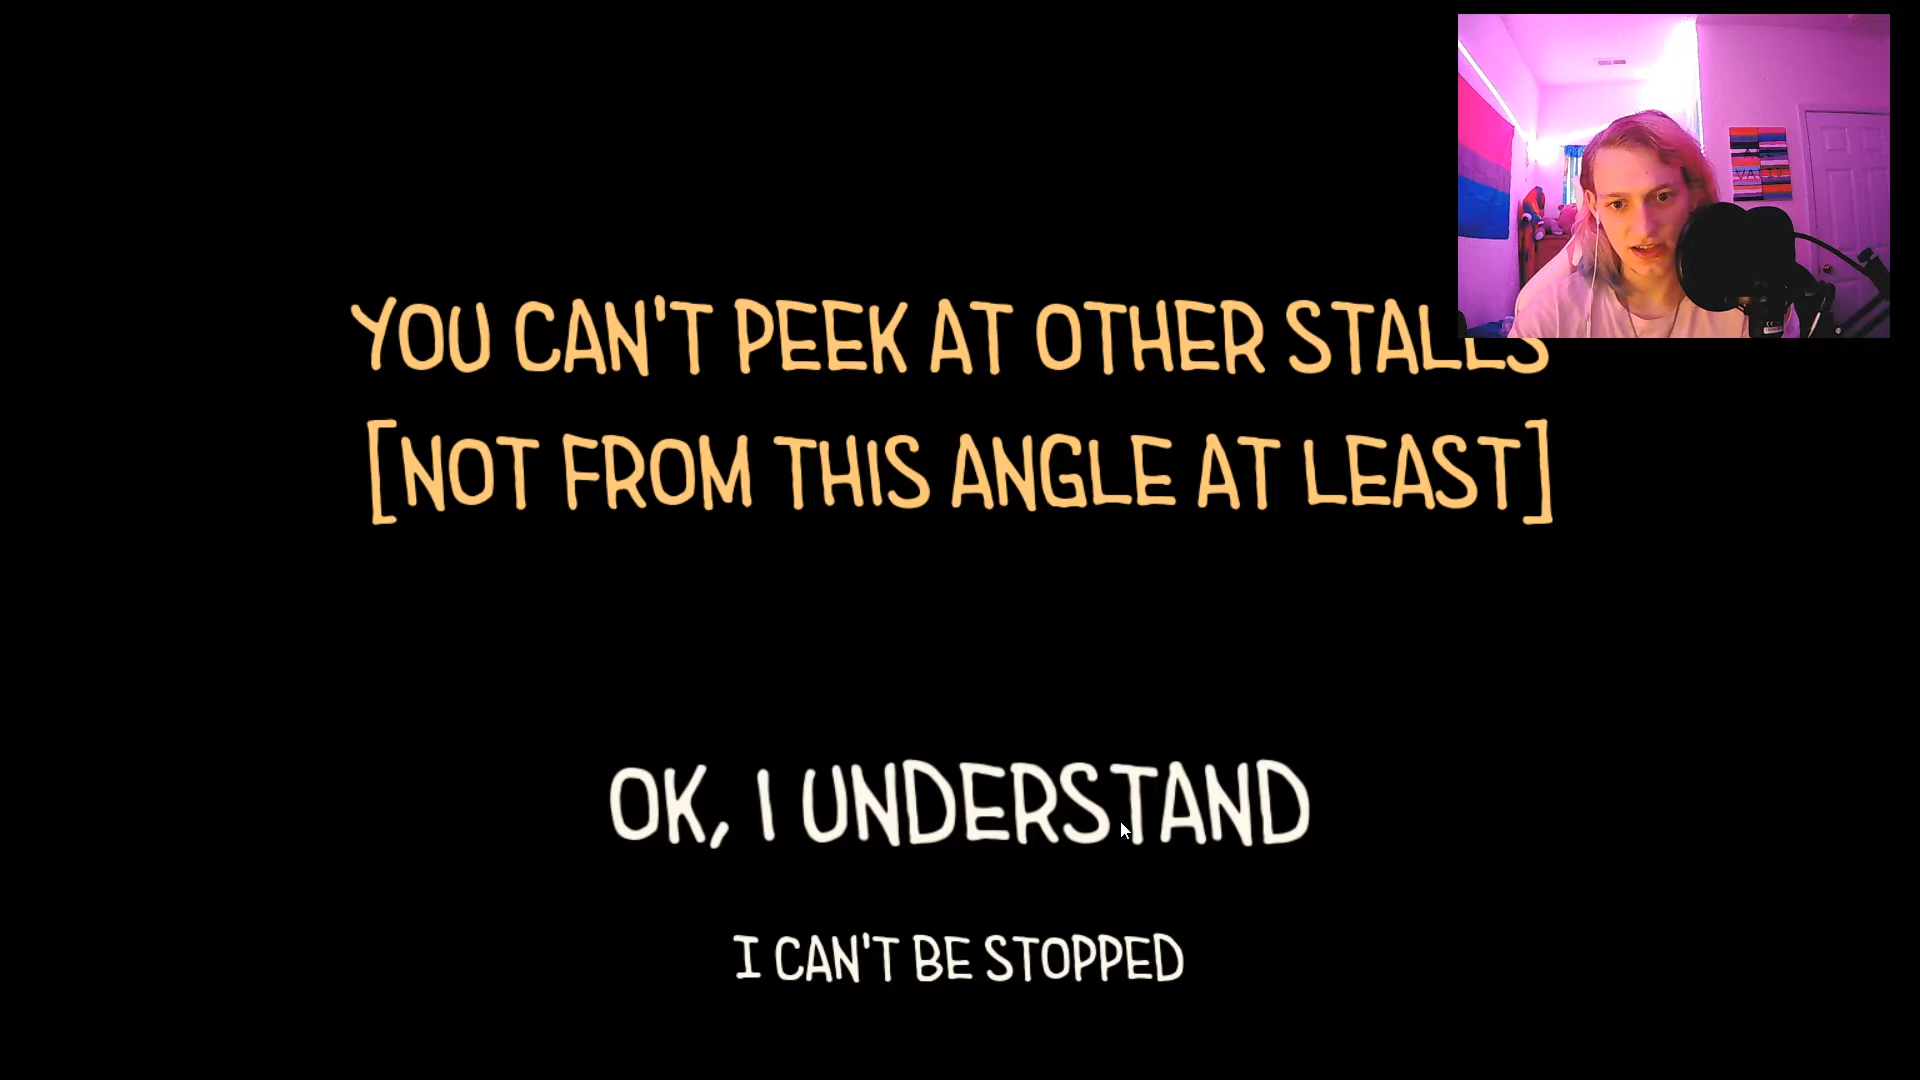 YOU CAN'T PEEK AT OTHER STALLS
[NOT FROM THIS ANGLE AT LEAST]
OK, I UNDERSTAND
I CAN'T BE STOPPED